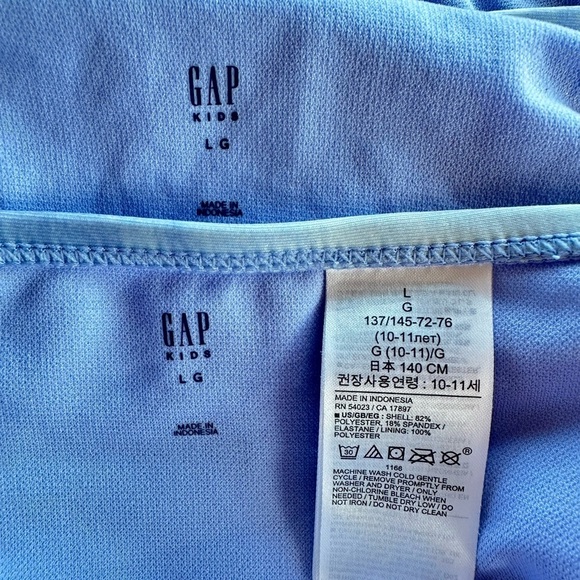 GAP
KIDS
LG
MADE IN
INDONESIA
GAP
KIDS
LG
MADE IN
INDONESIA
L
G
137/145-72-76
(10-11лет)
G (10-11)/G
日本 140 CM
권장사용연령 : 10-11세
MADE IN INDONESIA
RN 54023 / CA 17897
■ US/GB/EG : SHELL: 82%
POLYESTER, 18% SPANDEX /
ELASTANE / LINING: 100%
POLYESTER
30 ®
1166
MACHINE WASH COLD GENTLE
CYCLE / REMOVE PROMPTLY FROM
WASHER AND DRYER / ONLY
NON-CHLORINE BLEACH WHEN
NEEDED / TUMBLE DRY LOW / DO
NOT IRON / DO NOT DRY CLEAN